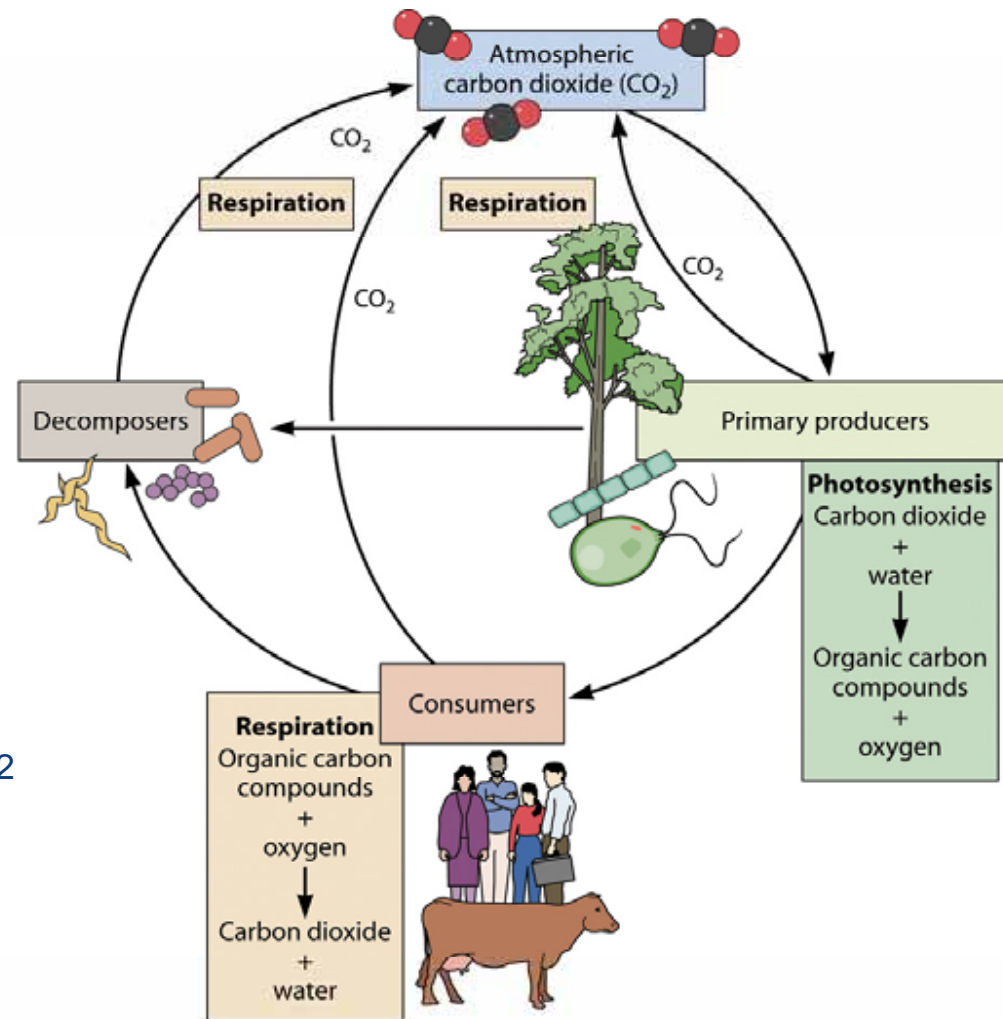 Atmospheric
carbon dioxide (CO₂)
CO₂
Respiration
Respiration
CO₂
CO₂
Decomposers
Primary producers
Photosynthesis
Carbon dioxide
+
water
Organic carbon
compounds
+
oxygen
Consumers
Respiration
Organic carbon
compounds
+
oxygen
Carbon dioxide
+
water
2